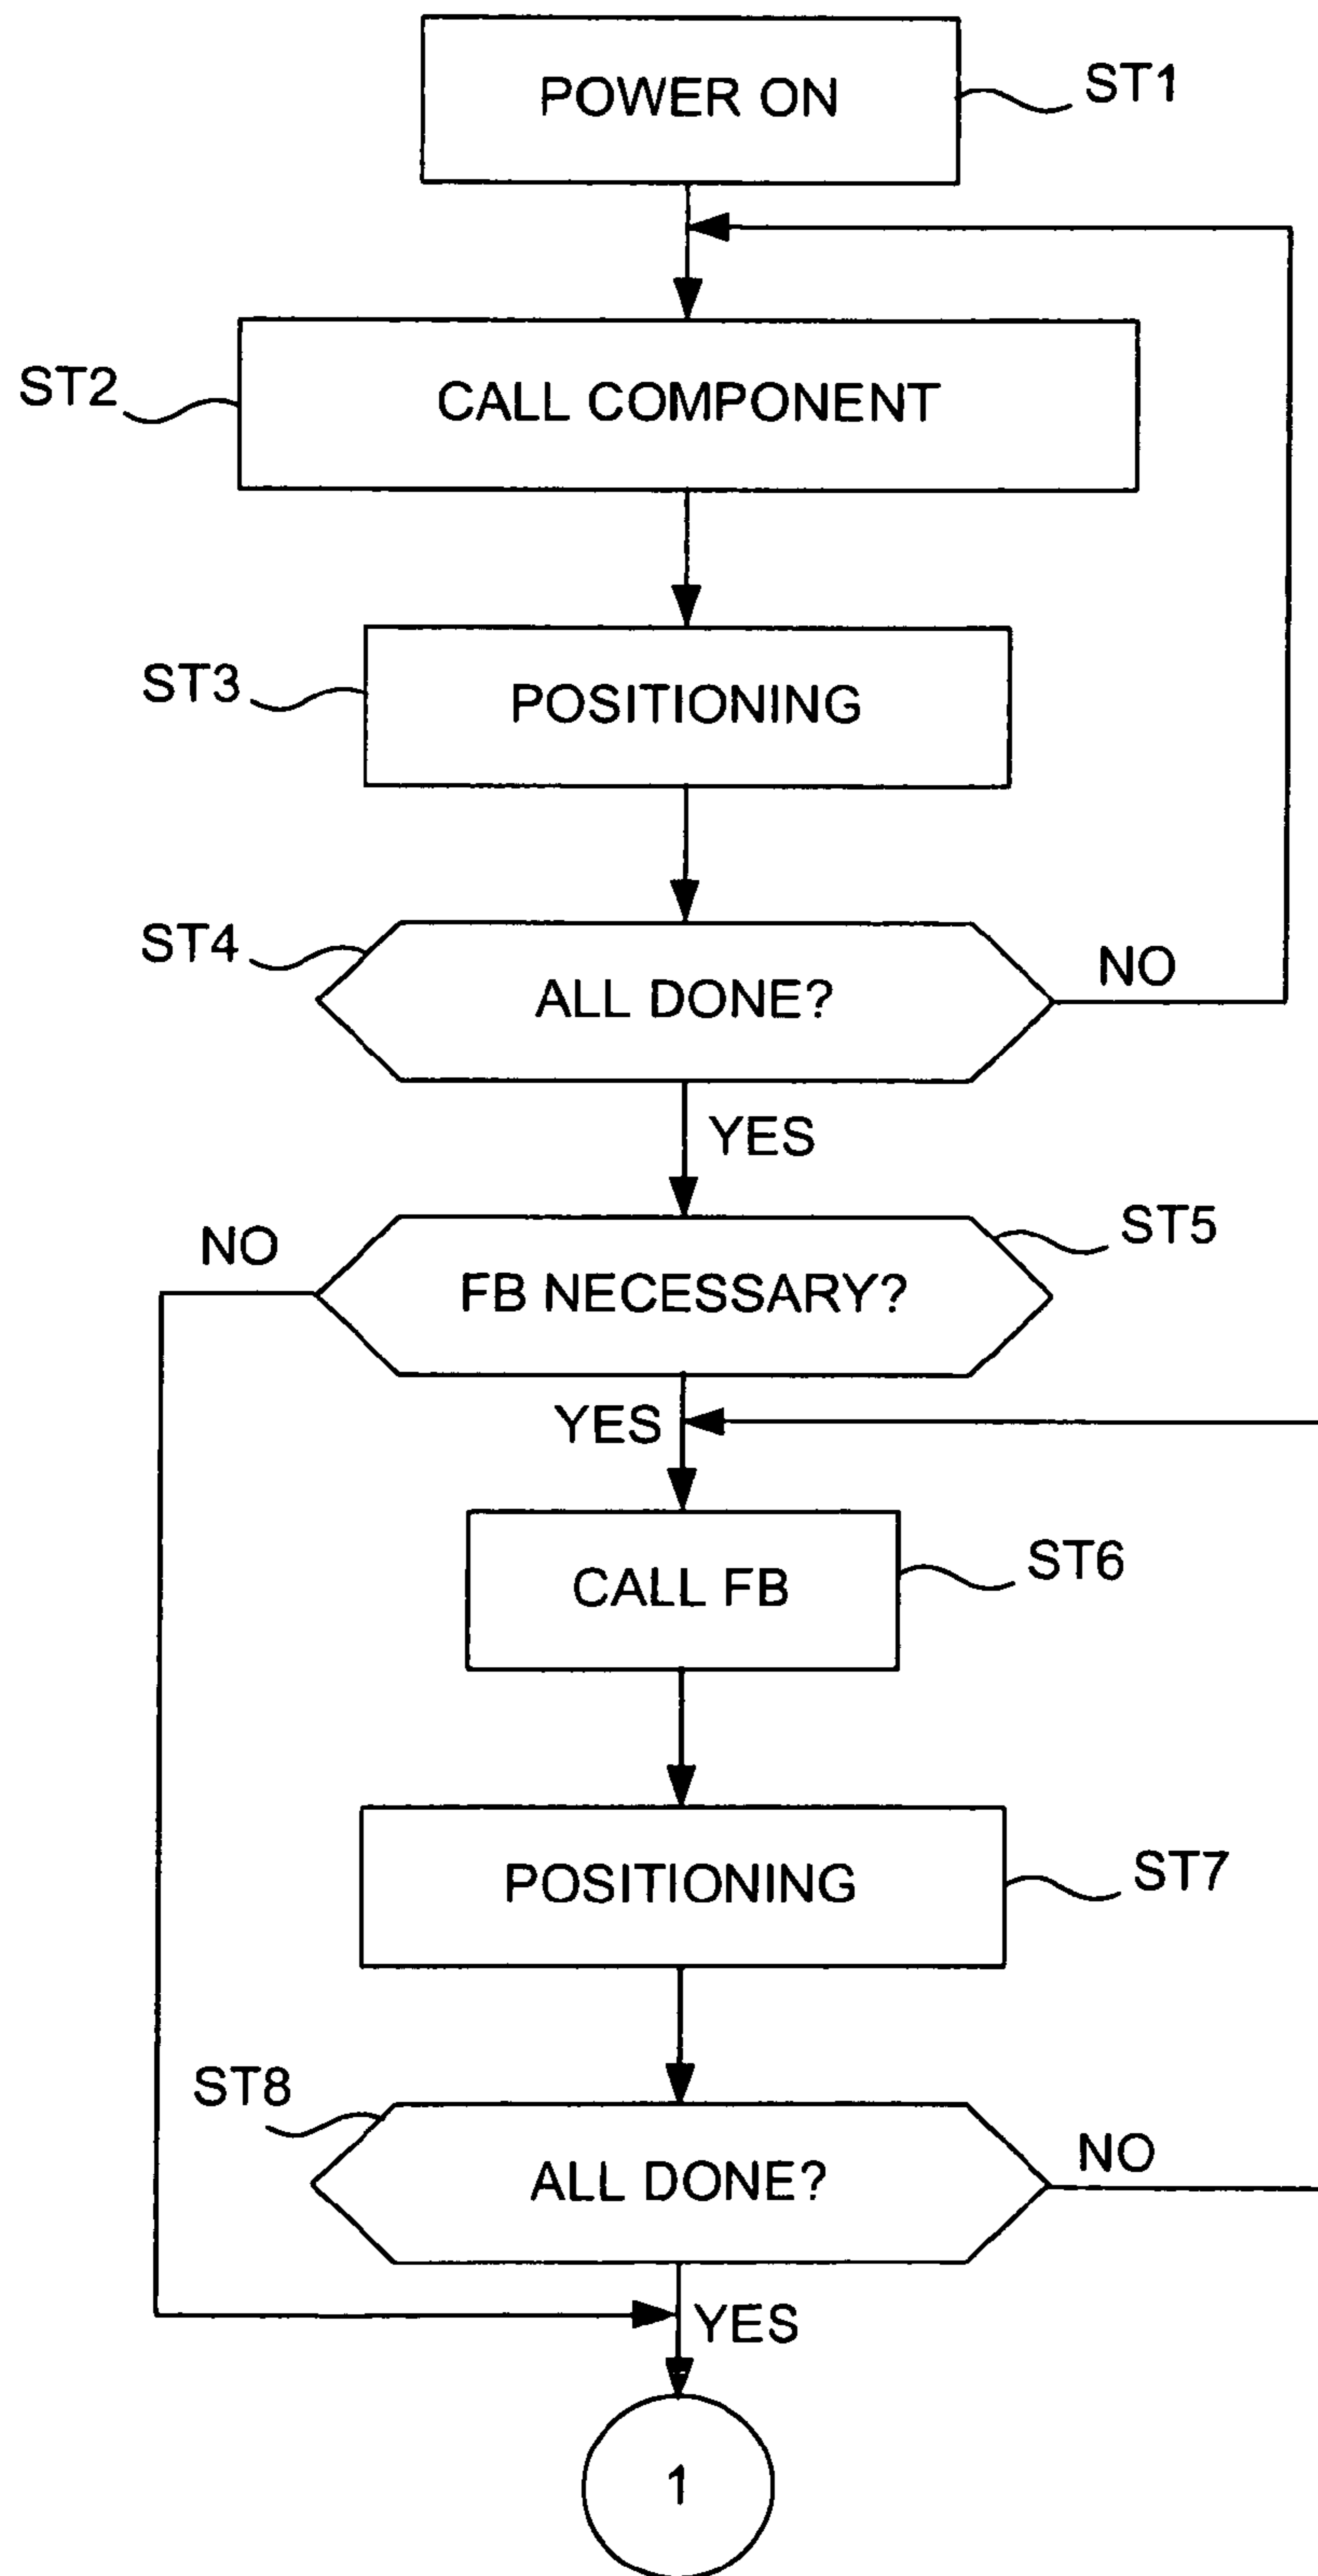 POWER ON
ST1
ST2
CALL COMPONENT
ST3
POSITIONING
ST4
ALL DONE?
NO
YES
NO
ST5
FB NECESSARY?
YES
CALL FB
ST6
POSITIONING
ST7
ST8
ALL DONE?
NO
YES
1